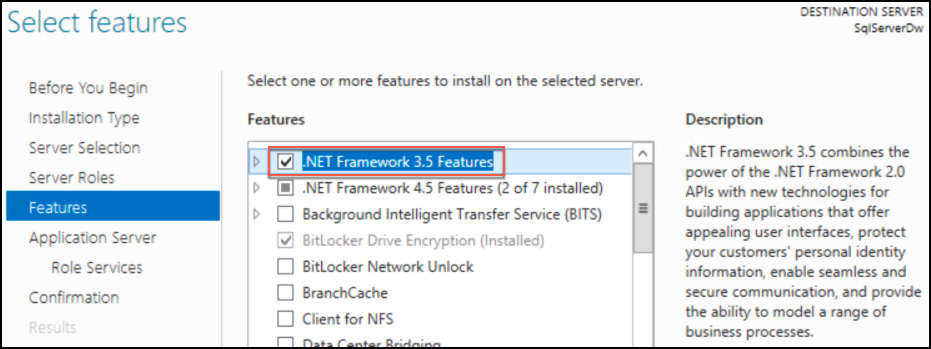 Select features
DESTINATION SERVER
SqlServerDw
Before You Begin
Installation Type
Server Selection
Server Roles
Features
Application Server
Role Services
Confirmation
Results
Select one or more features to install on the selected server.
Features
.NET Framework 3.5 Features
.NET Framework 4.5 Features (2 of 7 installed)
Background Intelligent Transfer Service (BITS)
BitLocker Drive Encryption (Installed)
BitLocker Network Unlock
BranchCache
Client for NFS
Data Center Bridging
Description
.NET Framework 3.5 combines the
power of the .NET Framework 2.0
APIs with new technologies for
building applications that offer
appealing user interfaces, protect
your customers' personal identity
information, enable seamless and
secure communication, and provide
the ability to model a range of
business processes.